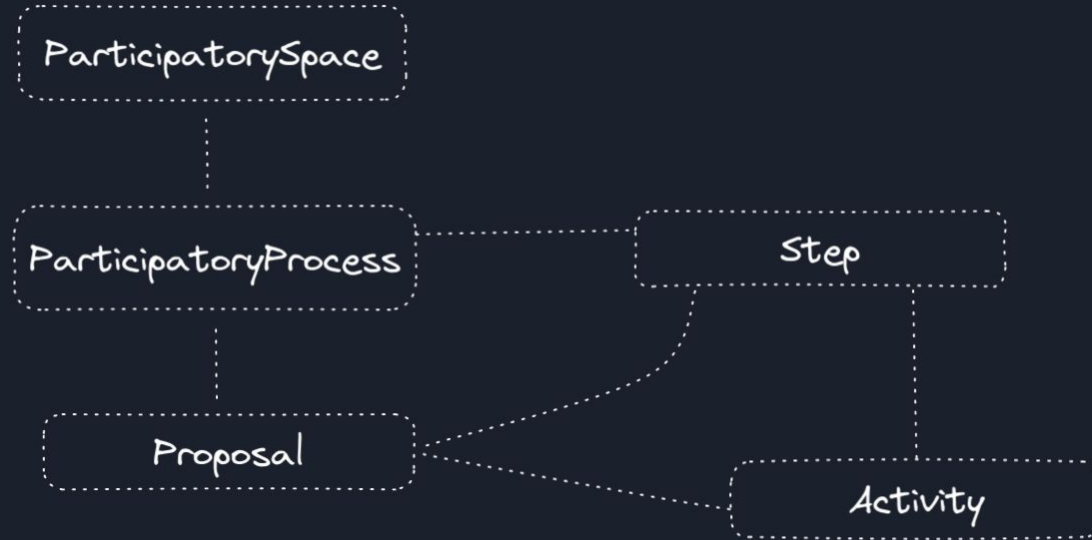 ParticipatorySpace
ParticipatoryProcess
Step
Proposal
Activity